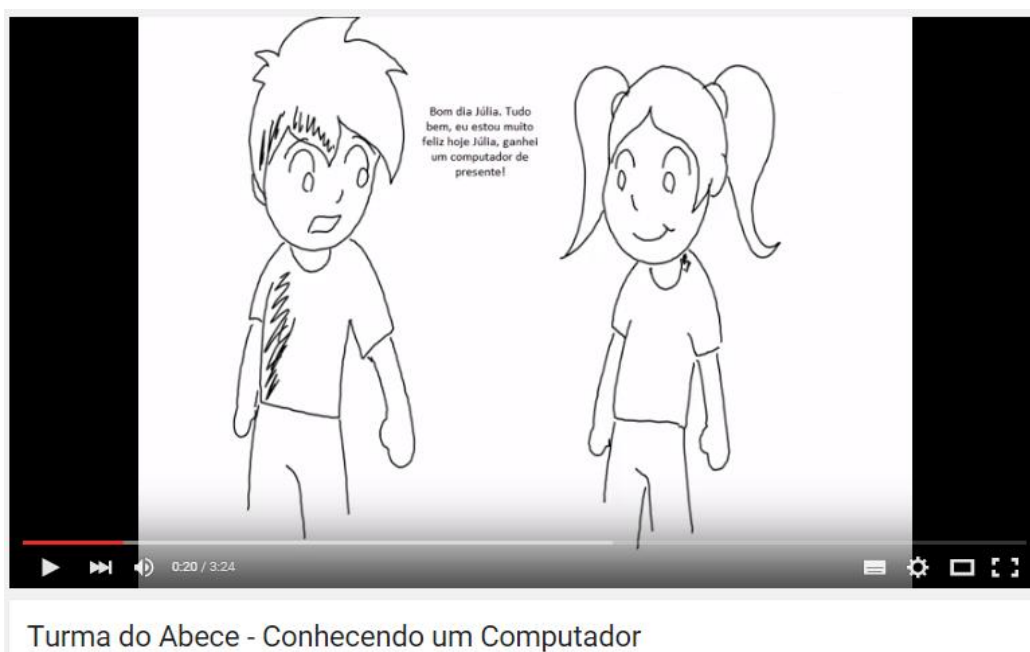 Bom dia Júlia. Tudo
bem, eu estou muito
feliz hoje Júlia, ganhei
um computador de
presente!
0:20 / 3:24
Turma do Abece - Conhecendo um Computador